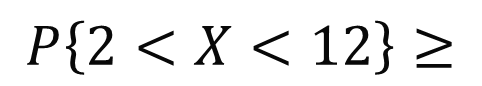 P{2 < X < 12} ≥